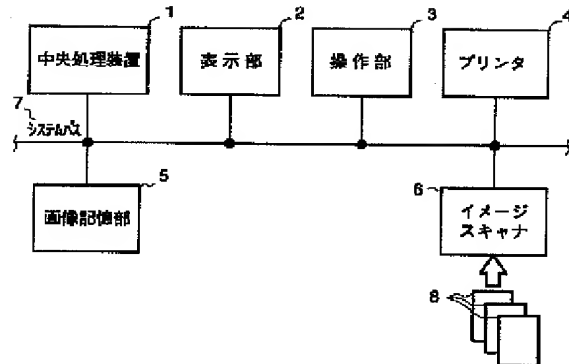 1
2
3
4
中央処理装置
表示部
操作部
プリンタ
7
システムバス
5
6
画像記憶部
イメージ
スキャナ
8